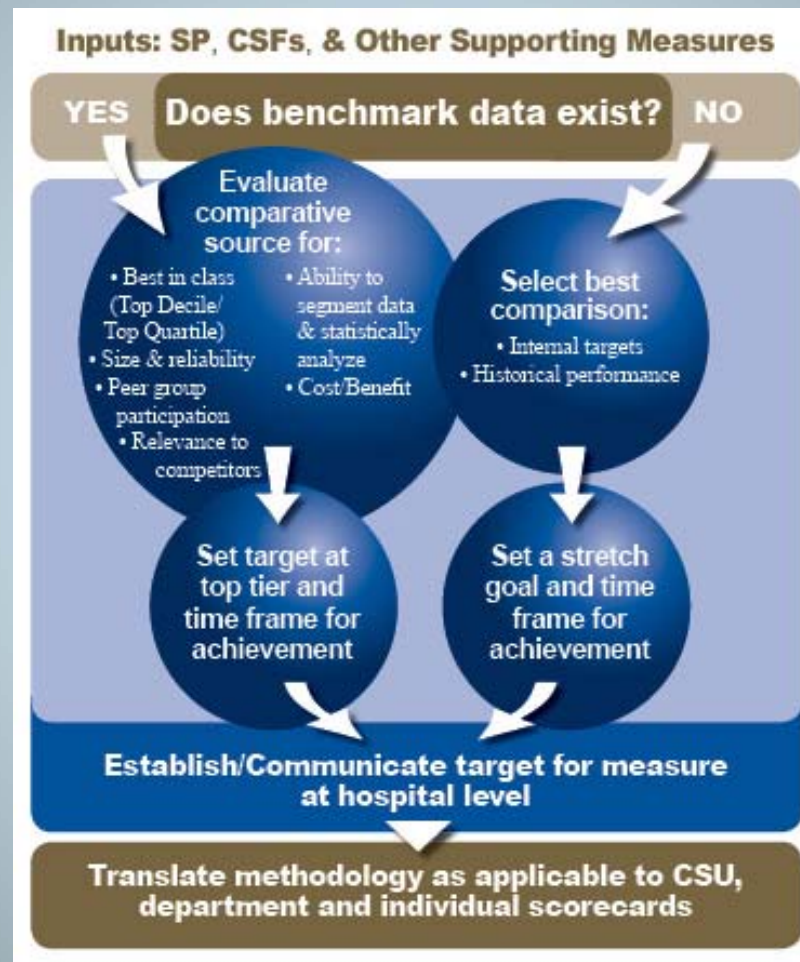 Inputs: SP, CSFs, & Other Supporting Measures
YES
Does benchmark data exist?
NO
Evaluate
comparative
source for:
• Best in class
(Top Decile/
Top Quartile)
• Size & reliability
• Peer group
participation
• Relevance to
competitors
• Ability to
segment data
& statistically
analyze
• Cost/Benefit
Select best
comparison:
• Internal targets
• Historical performance
Set target at
top tier and
time frame for
achievement
Set a stretch
goal and time
frame for
achievement
Establish/Communicate target for measure
at hospital level
Translate methodology as applicable to CSU,
department and individual scorecards